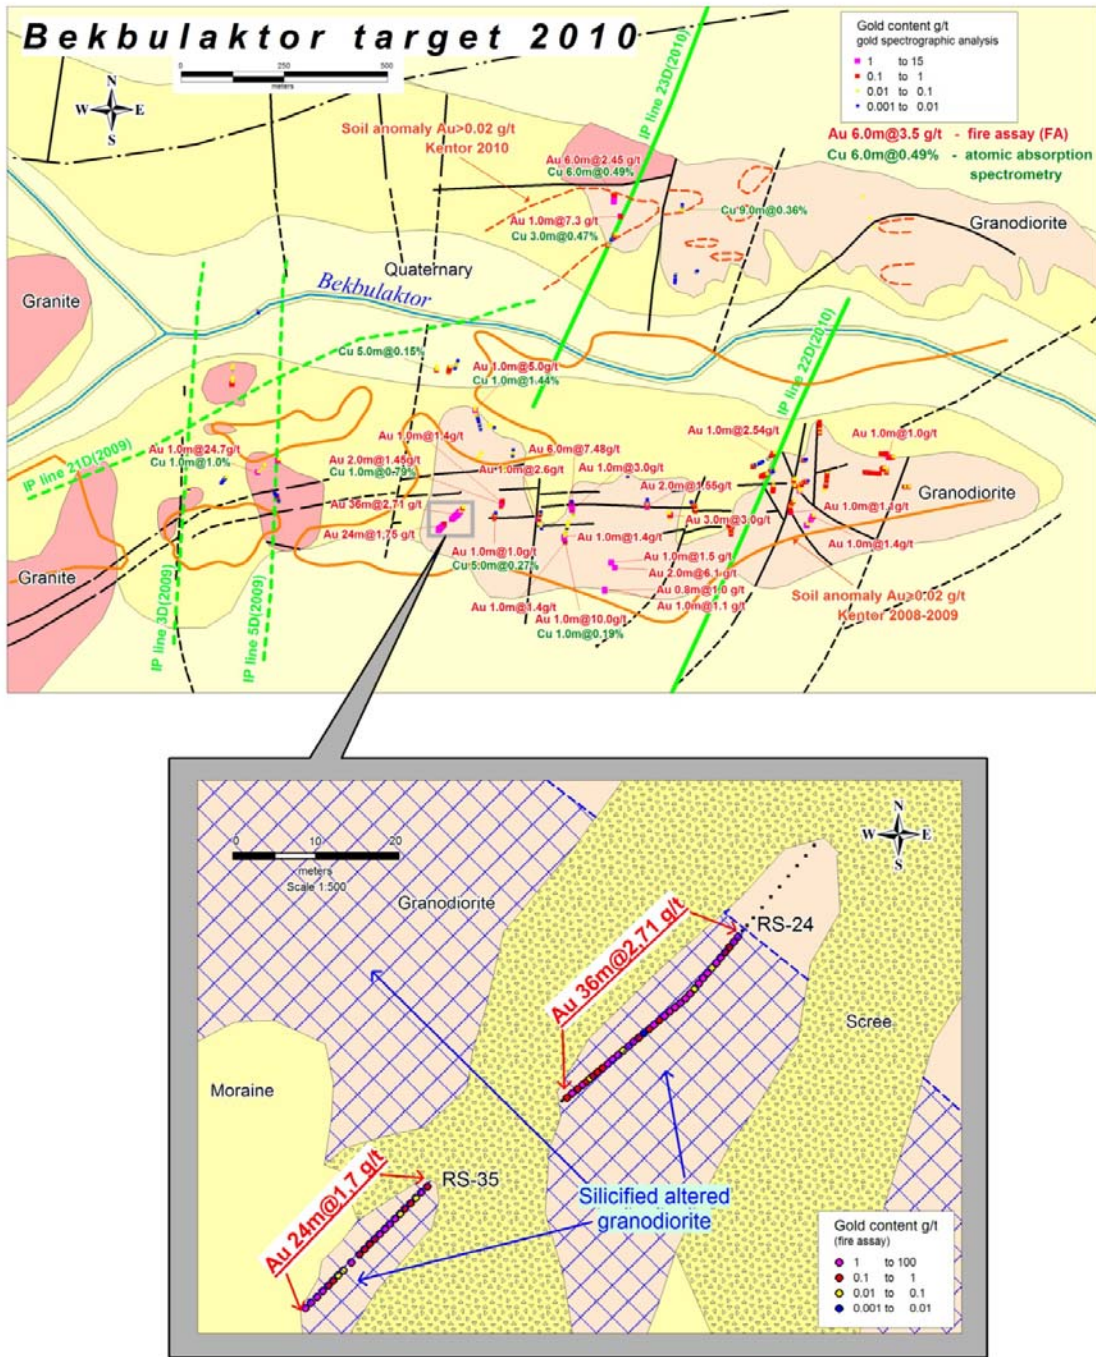 Bekbulaktor target 2010
0 250 500
meters
N
W E
S
Gold content g/t
gold spectrographic analysis
1 to 15
0.1 to 1
0.01 to 0.1
0.001 to 0.01
Au 6.0m@3.5 g/t - fire assay (FA)
Cu 6.0m@0.49% - atomic absorption
spectrometry
IP line 23D(2010)
Soil anomaly Au>0.02 g/t
Kentor 2010
Au 6.0m@2.45 g/t
Cu 6.0m@0.49%
Au 1.0m@7.3 g/t
Cu 3.0m@0.47%
Cu 9.0m@0.36%
Granodiorite
Quaternary
Bekbulaktor
Granite
IP line 22D(2010)
Cu 5.0m@0.15%
Au 1.0m@5.0g/t
Cu 1.0m@1.44%
IP line 21D(2009)
Au 1.0m@24.7g/t
Cu 1.0m@1.0%
Au 1.0m@1.4g/t
Au 2.0m@1.45g/t
Cu 1.0m@0.79%
Au 6.0m@7.48g/t
Au 1.0m@2.6g/t
Au 1.0m@3.0g/t
Au 2.0m@1.55g/t
Au 1.0m@2.54g/t
Au 1.0m@1.0g/t
Granodiorite
Au 36m@2,71 g/t
Au 24m@1,75 g/t
Au 3.0m@3.0g/t
Au 1.0m@1.1g/t
Au 1.0m@1.4g/t
Au 1.0m@1.4g/t
Au 1.0m@1.0g/t
Cu 5.0m@0.27%
Au 1.0m@1.5 g/t
Au 2.0m@6.1 g/t
Au 0.8m@1.0 g/t
Au 1.0m@1.1 g/t
Au 1.0m@1.4g/t
Au 1.0m@10.0g/t
Cu 1.0m@0.19%
Granite
IP line 3D(2009)
IP line 5D(2009)
Soil anomaly Au>0.02 g/t
Kentor 2008-2009
0 10 20
meters
Scale 1:500
N
W E
S
Granodiorite
Au 36m@2,71 g/t
RS-24
Scree
Moraine
Au 24m@1,7 g/t
RS-35
Silicified altered
granodiorite
Gold content g/t
(fire assay)
1 to 100
0.1 to 1
0.01 to 0.1
0.001 to 0.01